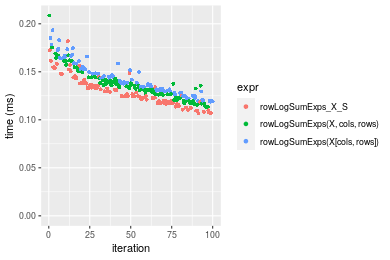 0.20
0.15
0.10
0.05
0.00
time (ms)
0 25 50 75 100
iteration
expr
rowLogSumExps_X_S
rowLogSumExps(X, cols, rows)
rowLogSumExps(X[cols, rows])